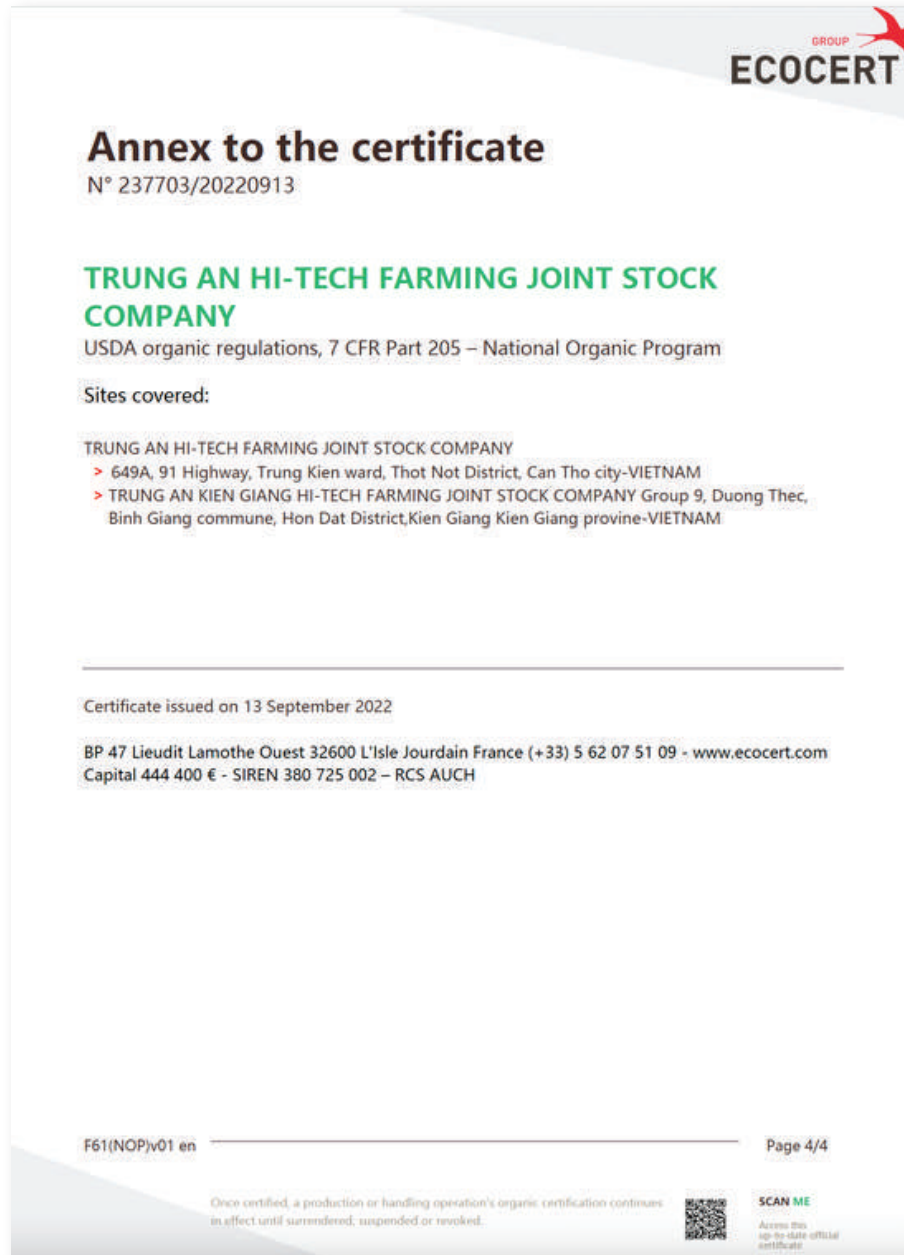 GROUP
ECOCERT
Annex to the certificate
N° 237703/20220913
TRUNG AN HI-TECH FARMING JOINT STOCK
COMPANY
USDA organic regulations, 7 CFR Part 205 – National Organic Program
Sites covered:
TRUNG AN HI-TECH FARMING JOINT STOCK COMPANY
> 649A, 91 Highway, Trung Kien ward, Thot Not District, Can Tho city-VIETNAM
> TRUNG AN KIEN GIANG HI-TECH FARMING JOINT STOCK COMPANY Group 9, Duong Thec,
Binh Giang commune, Hon Dat District,Kien Giang Kien Giang provine-VIETNAM
Certificate issued on 13 September 2022
BP 47 Lieudit Lamothe Ouest 32600 L'Isle Jourdain France (+33) 5 62 07 51 09 - www.ecocert.com
Capital 444 400 € - SIREN 380 725 002 – RCS AUCH
F61(NOP)v01 en
Page 4/4
Once certified, a production or handling operation's organic certification continues
in effect until surrendered, suspended or revoked.
SCAN ME
Access this
up-to-date official
certificate